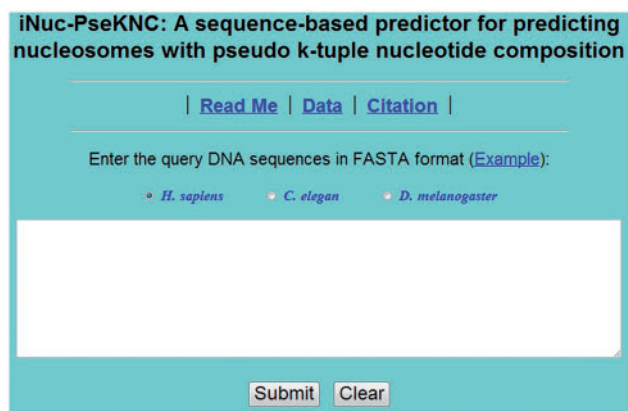 iNuc-PseKNC: A sequence-based predictor for predicting
nucleosomes with pseudo k-tuple nucleotide composition
| Read Me | Data | Citation |
Enter the query DNA sequences in FASTA format (Example):
H. sapiens C. elegan D. melanogaster
Submit Clear